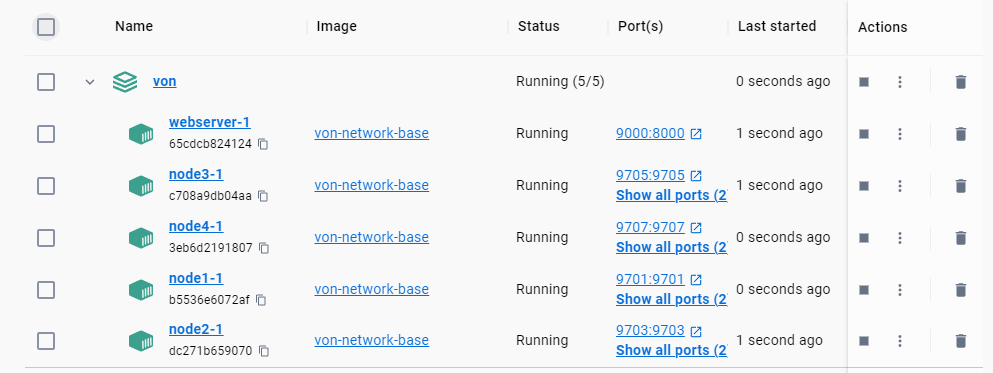 Name Image Status Port(s) Last started Actions
von Running (5/5) 0 seconds ago
webserver-1 von-network-base Running 9000:8000 1 second ago
65cdcb824124
node3-1 von-network-base Running 9705:9705 1 second ago
c708a9db04aa Show all ports (2
node4-1 von-network-base Running 9707:9707 0 seconds ago
3eb6d2191807 Show all ports (2
node1-1 von-network-base Running 9701:9701 0 seconds ago
b5536e6072af Show all ports (2
node2-1 von-network-base Running 9703:9703 1 second ago
dc271b659070 Show all ports (2